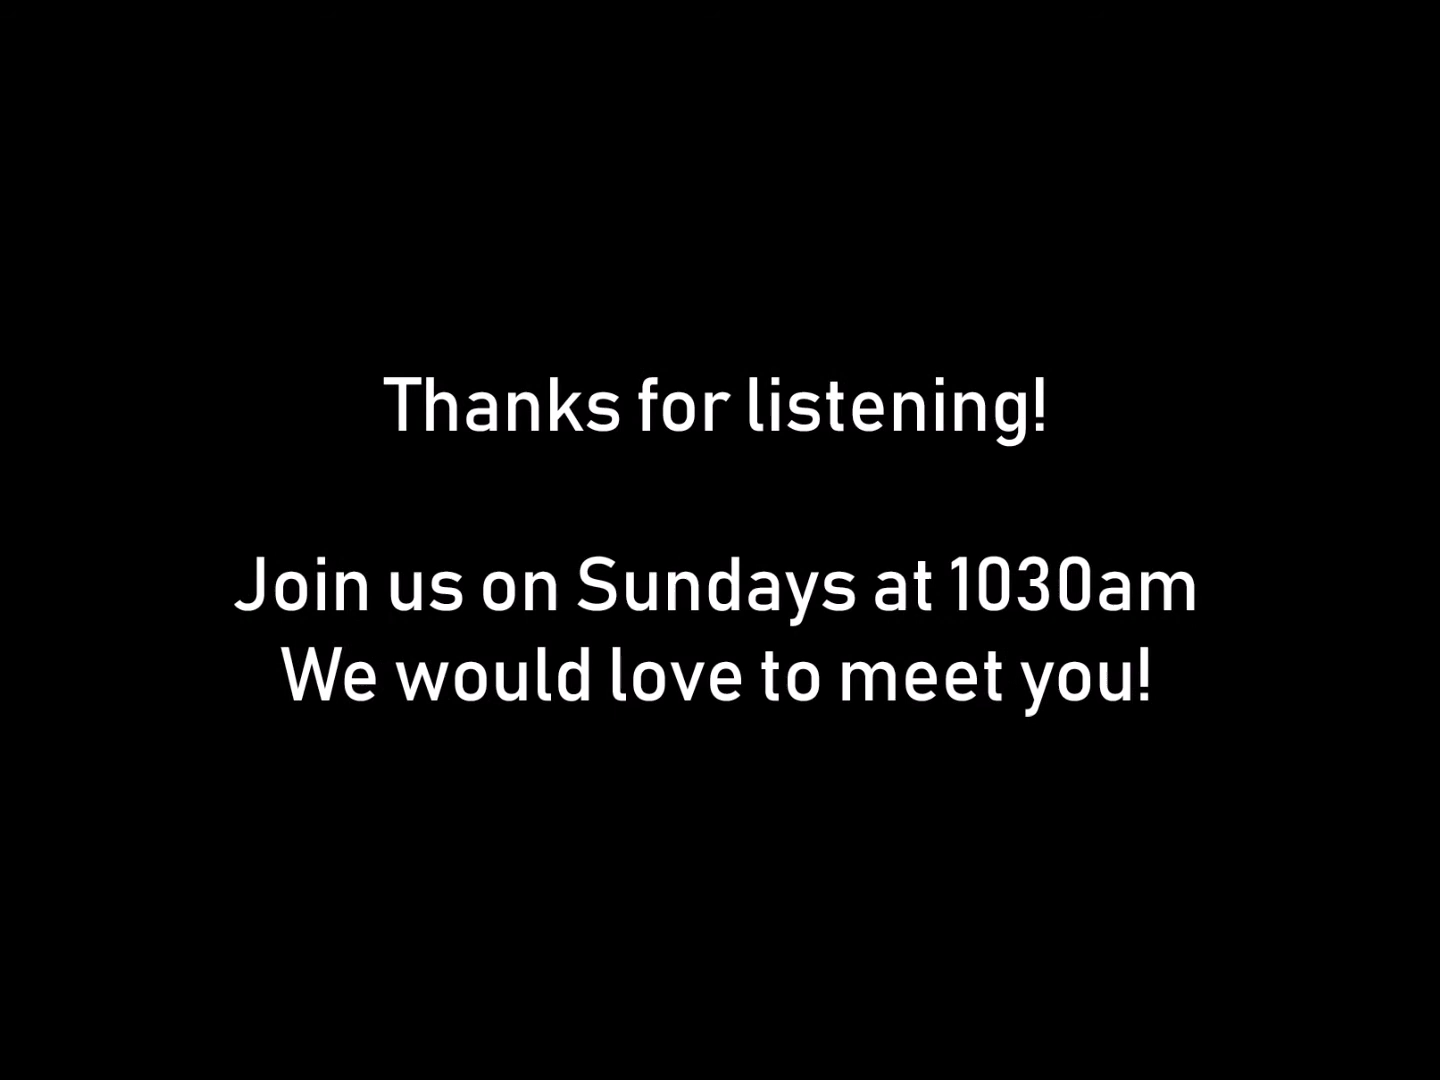 Thanks for listening!
Join us on Sundays at 1030am
We would love to meet you!